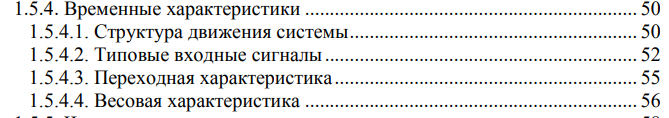 1.5.4. Временные характеристики ........................................................... 50
1.5.4.1. Структура движения системы .................................................. 50
1.5.4.2. Типовые входные сигналы ....................................................... 52
1.5.4.3. Переходная характеристика ..................................................... 55
1.5.4.4. Весовая характеристика ........................................................... 56